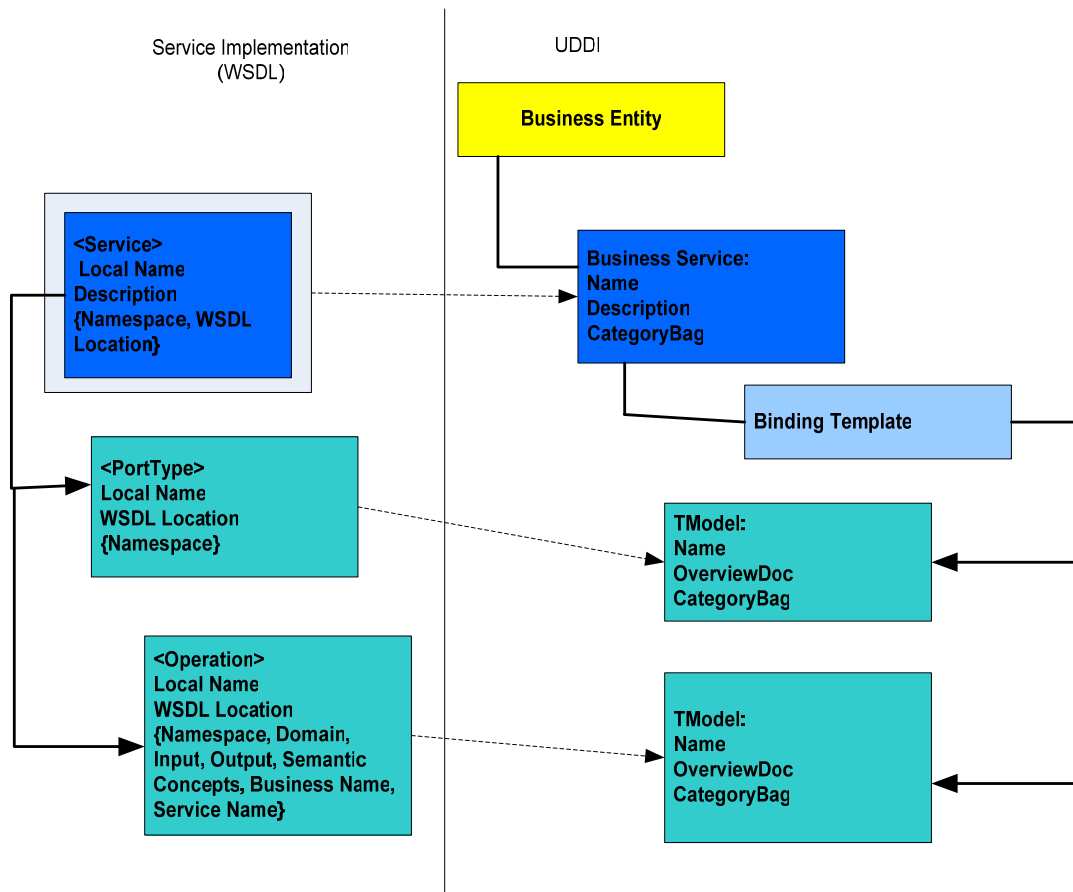 Service Implementation
(WSDL)
UDDI
Business Entity
<Service>
Local Name
Description
{Namespace, WSDL
Location}
Business Service:
Name
Description
CategoryBag
Binding Template
<PortType>
Local Name
WSDL Location
{Namespace}
TModel:
Name
OverviewDoc
CategoryBag
<Operation>
Local Name
WSDL Location
{Namespace, Domain,
Input, Output, Semantic
Concepts, Business Name,
Service Name}
TModel:
Name
OverviewDoc
CategoryBag